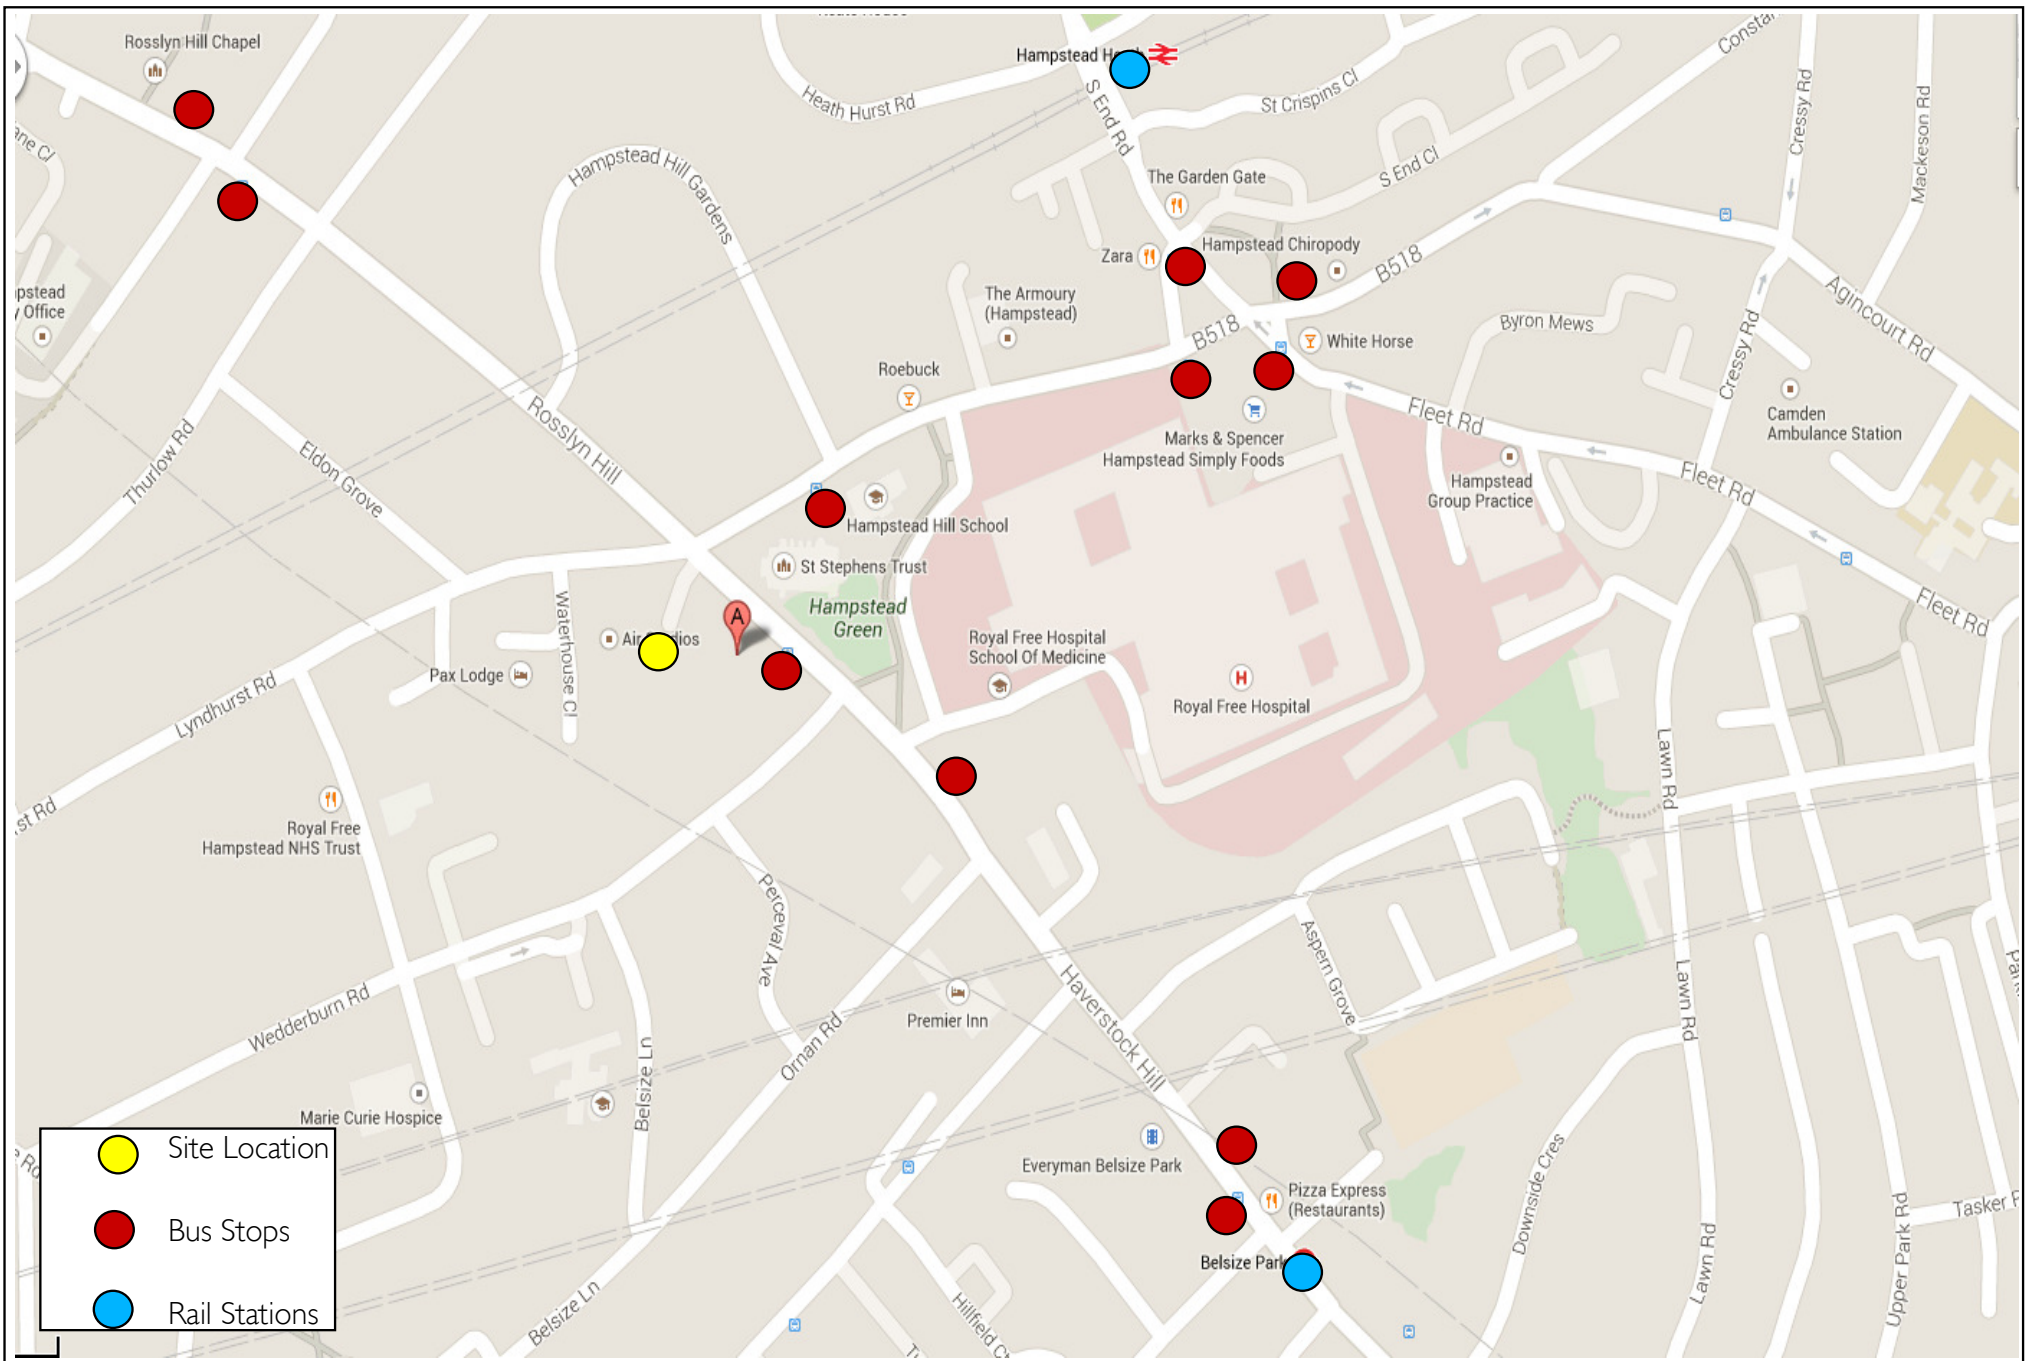 Rosslyn Hill Chapel
Hampstead
Heath Hurst Rd
S End Rd
St Crispins Cl
Cressy Rd
Mackeson Rd
Hampstead Hill Gardens
The Garden Gate
S End Cl
Zara
Hampstead Chiropody
B518
The Armoury
(Hampstead)
Byron Mews
Agincourt Rd
B518
White Horse
Office
Roebuck
Cressy Rd
Camden
Ambulance Station
Rosslyn Hill
Fleet Rd
Marks & Spencer
Hampstead Simply Foods
Thurlow Rd
Eldon Grove
Hampstead
Group Practice
Fleet Rd
Hampstead Hill School
St Stephens Trust
Hampstead
Green
Waterhouse Cl
Fleet Rd
A
Air
Royal Free Hospital
School Of Medicine
Pax Lodge
Lyndhurst Rd
H
Royal Free Hospital
Lawn Rd
Royal Free
Hampstead NHS Trust
Perceval Ave
Aspern Grove
Haverstock Hill
Lawn Rd
Wedderburn Rd
Premier Inn
Ornan Rd
Belsize Ln
Marie Curie Hospice
Everyman Belsize Park
Downside Cres
Pizza Express
(Restaurants)
Upper Park Rd
Tasker
Lawn Rd
Belsize Park
Belsize Ln
Hillfield
Site Location
Bus Stops
Rail Stations